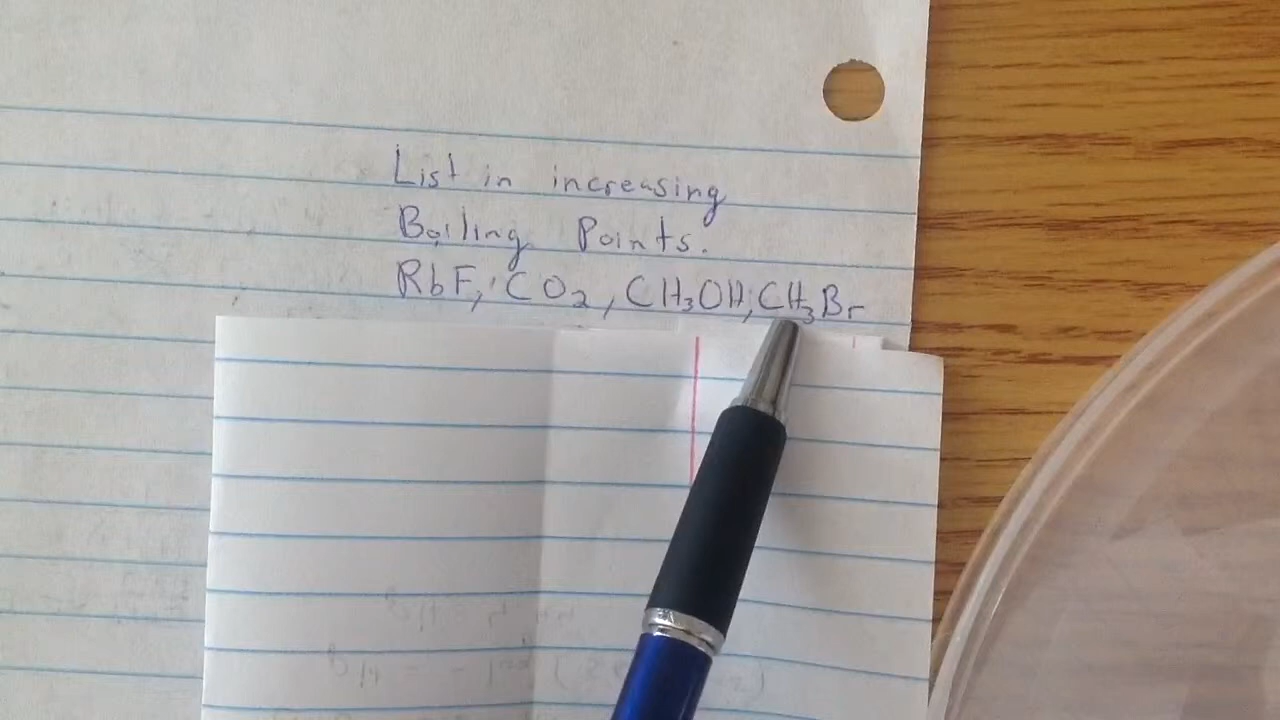 List in increasing
Boiling Points.
RbF, CO₂, CH₃OH, CH₃Br